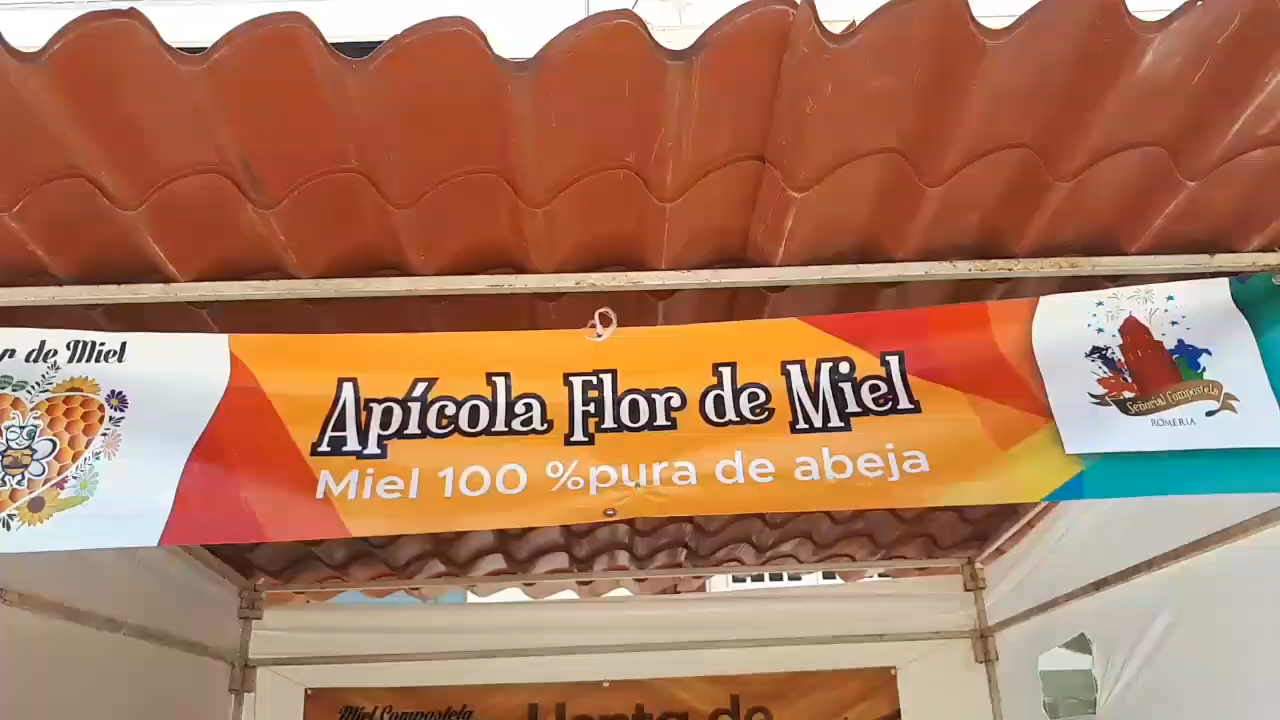 r de Miel
Apícola Flor de Miel
Miel 100 %pura de abeja
Señorial Compostela
ROMERÍA
Miel Compostela
Venta de